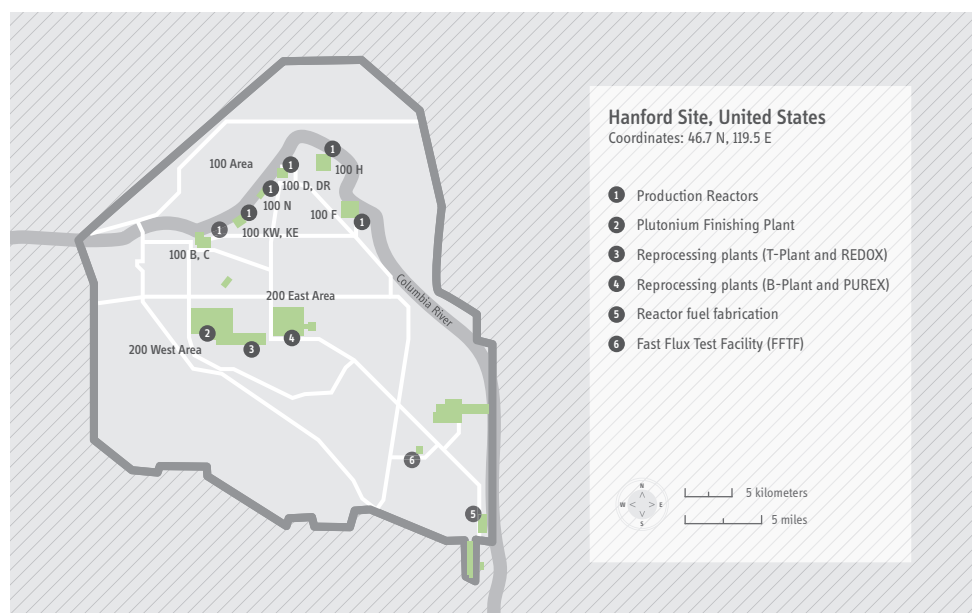 Hanford Site, United States
Coordinates: 46.7 N, 119.5 E
1 Production Reactors
2 Plutonium Finishing Plant
3 Reprocessing plants (T-Plant and REDOX)
4 Reprocessing plants (B-Plant and PUREX)
5 Reactor fuel fabrication
6 Fast Flux Test Facility (FFTF)
N
W E
S
5 kilometers
5 miles
1
100 Area
1
100 H
100 D, DR
1
100 N
1
100 F
1
1
100 KW, KE
100 B, C
Columbia River
200 East Area
2
4
200 West Area
3
6
5